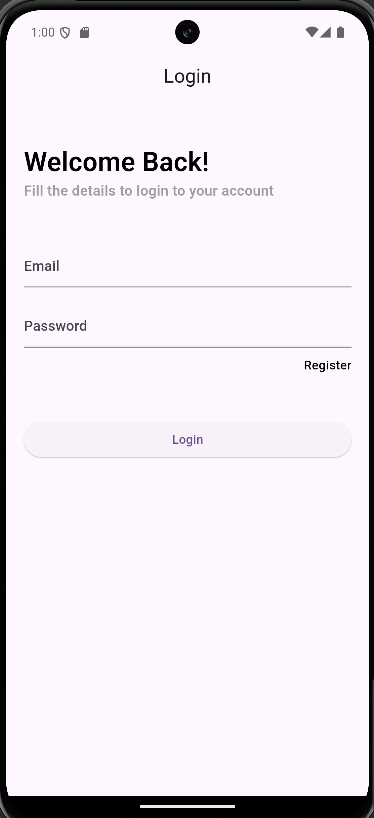 1:00
Login
Welcome Back!
Fill the details to login to your account
Email
Password
Register
Login